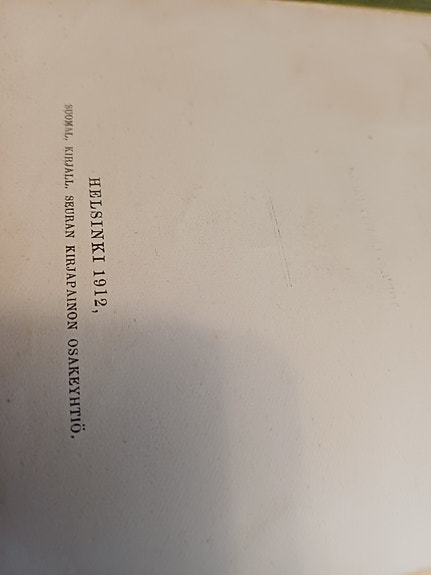 HELSINKI 1912,
SUOMAL. KIRJALL. SEURAN KIRJAPAINON OSAKEYHTIÖ,